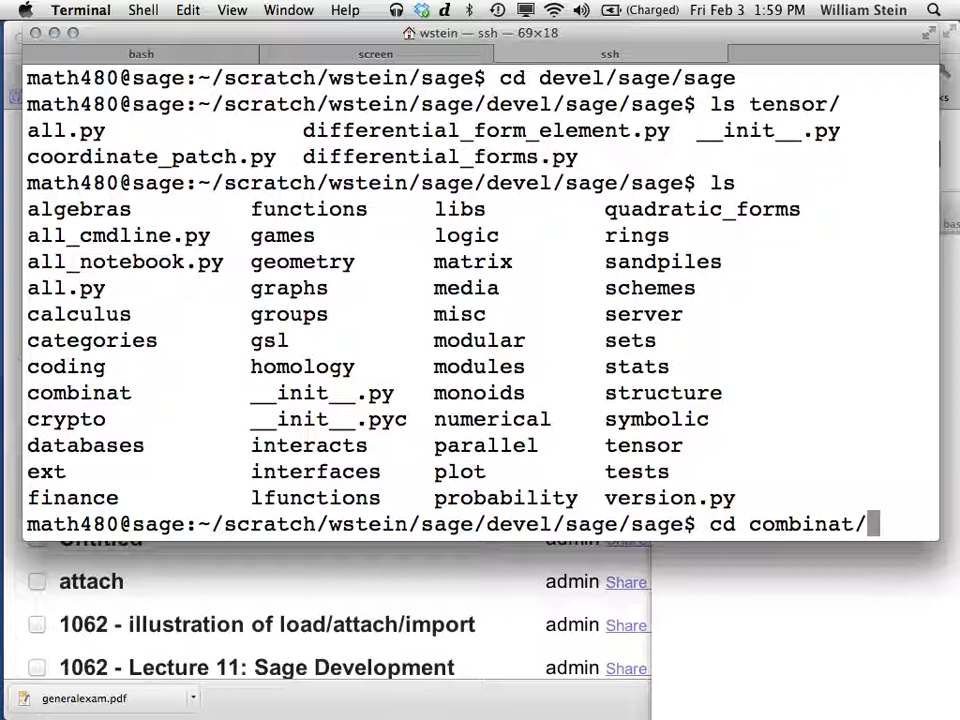 Terminal Shell Edit View Window Help (Charged) Fri Feb 3 1:59 PM William Stein
wstein — ssh — 69×18
bash screen ssh
math480@sage:~/scratch/wstein/sage$ cd devel/sage/sage
math480@sage:~/scratch/wstein/sage/devel/sage/sage$ ls tensor/
all.py differential_form_element.py __init__.py
coordinate_patch.py differential_forms.py
math480@sage:~/scratch/wstein/sage/devel/sage/sage$ ls
algebras functions libs quadratic_forms
all_cmdline.py games logic rings
all_notebook.py geometry matrix sandpiles
all.py graphs media schemes
calculus groups misc server
categories gsl modular sets
coding homology modules stats
combinat __init__.py monoids structure
crypto __init__.pyc numerical symbolic
databases interacts parallel tensor
ext interfaces plot tests
finance lfunctions probability version.py
math480@sage:~/scratch/wstein/sage/devel/sage/sage$ cd combinat/
Untitled
attach admin Share
1062 - illustration of load/attach/import admin Share
1062 - Lecture 11: Sage Development admin Share
generalexam.pdf